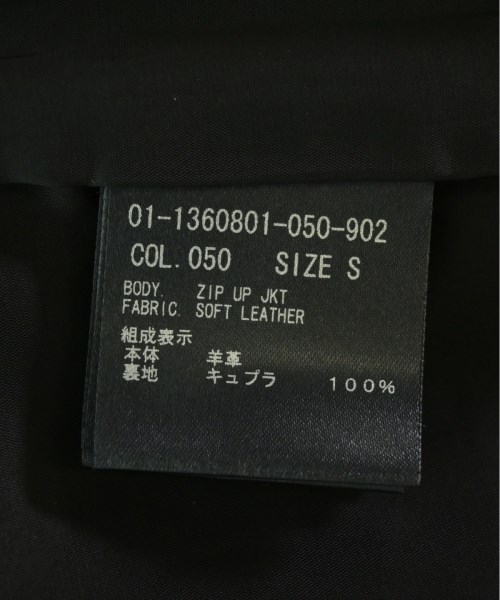 01-1360801-050-902
COL.050 SIZE S
BODY. ZIP UP JKT
FABRIC. SOFT LEATHER
組成表示
本体 羊革
裏地 キュプラ 100%